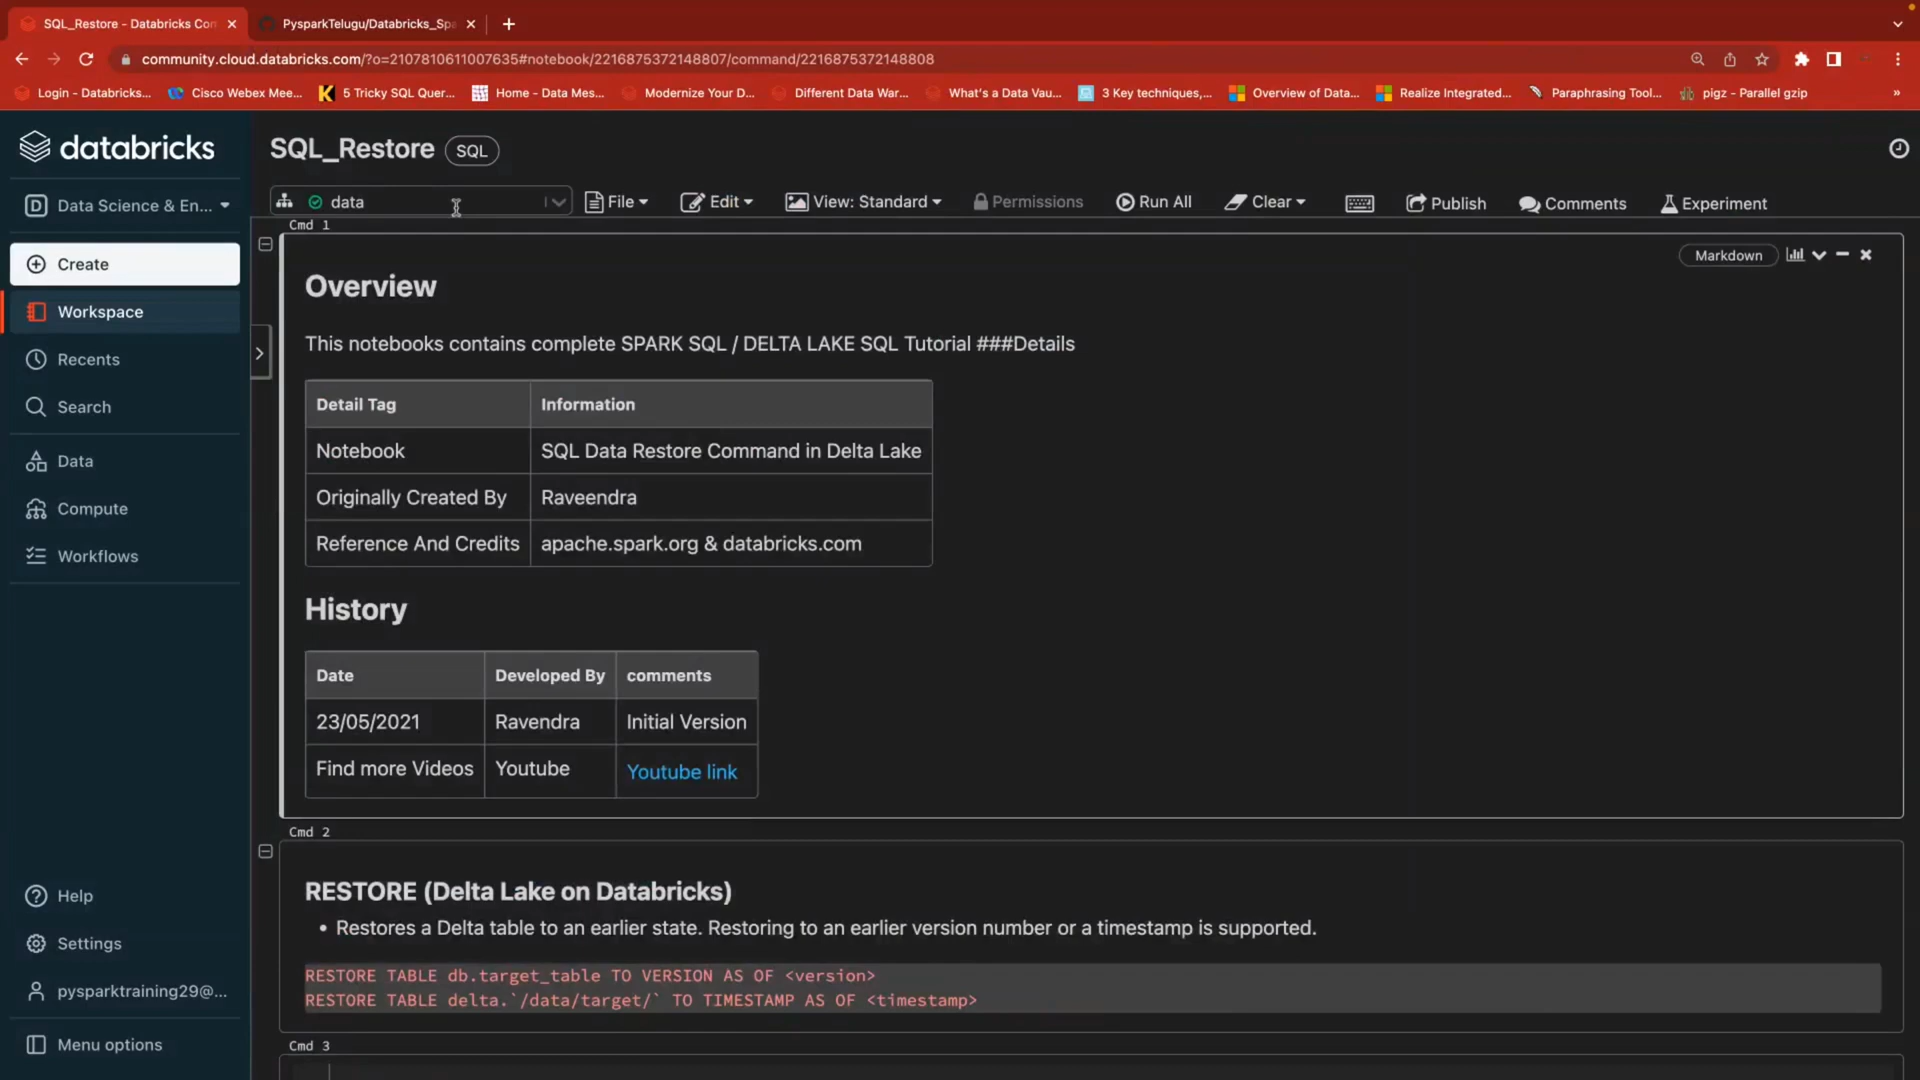 SQL_Restore - Databricks Con
PysparkTelugu/Databricks_Spa
community.cloud.databricks.com/?o=2107810611007635#notebook/2216875372148807/command/2216875372148808
Login - Databricks...
Cisco Webex Mee...
5 Tricky SQL Quer...
Home - Data Mes...
Modernize Your D...
Different Data War...
What's a Data Vau...
3 Key techniques,...
Overview of Data...
Realize Integrated...
Paraphrasing Tool...
pigz - Parallel gzip
»
databricks
SQL_Restore SQL
D Data Science & En...
data File Edit View: Standard Permissions Run All Clear Publish Comments Experiment
Create
Workspace
Recents
Search
Data
Compute
Workflows
Help
Settings
pysparktraining29@...
Menu options
Cmd 1
Markdown
Overview
This notebooks contains complete SPARK SQL / DELTA LAKE SQL Tutorial ###Details
Detail Tag Information
Notebook SQL Data Restore Command in Delta Lake
Originally Created By Raveendra
Reference And Credits apache.spark.org & databricks.com
History
Date Developed By comments
23/05/2021 Ravendra Initial Version
Find more Videos Youtube Youtube link
Cmd 2
RESTORE (Delta Lake on Databricks)
• Restores a Delta table to an earlier state. Restoring to an earlier version number or a timestamp is supported.
RESTORE TABLE db.target_table TO VERSION AS OF <version>
RESTORE TABLE delta.`/data/target/` TO TIMESTAMP AS OF <timestamp>
Cmd 3